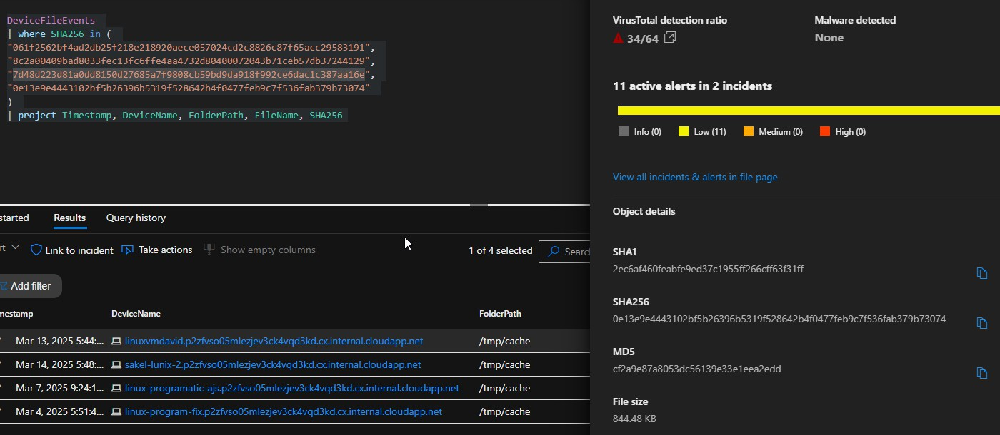 DeviceFileEvents
| where SHA256 in (
"061f2562bf4ad2db25f218e218920aece057024cd2c8826c87f65acc29583191",
"8c2a00409bad8033fec13fc6ffe4aa4732d80400072043b71ceb57db37244129",
"7d48d223d81a0dd8150d27685a7f9808cb59bd9da918f992ce6dac1c387aa16e",
"0e13e9e4443102bf5b26396b5319f528642b4f0477feb9c7f536fab379b73074"
)
| project Timestamp, DeviceName, FolderPath, FileName, SHA256
started Results Query history
rt Link to incident Take actions Show empty columns 1 of 4 selected Search
Add filter
mestamp DeviceName FolderPath
Mar 13, 2025 5:44:... linuxvmdavid.p2zfvso05mlezjev3ck4vqd3kd.cx.internal.cloudapp.net /tmp/cache
Mar 14, 2025 5:48:... sakel-lunix-2.p2zfvso05mlezjev3ck4vqd3kd.cx.internal.cloudapp.net /tmp/cache
Mar 7, 2025 9:24:1... linux-programatic-ajs.p2zfvso05mlezjev3ck4vqd3kd.cx.internal.cloudapp.net /tmp/cache
Mar 4, 2025 5:51:4... linux-program-fix.p2zfvso05mlezjev3ck4vqd3kd.cx.internal.cloudapp.net /tmp/cache
VirusTotal detection ratio Malware detected
34/64 None
11 active alerts in 2 incidents
Info (0) Low (11) Medium (0) High (0)
View all incidents & alerts in file page
Object details
SHA1
2ec6af460feabfe9ed37c1955ff266cff63f31ff
SHA256
0e13e9e4443102bf5b26396b5319f528642b4f0477feb9c7f536fab379b73074
MD5
cf2a9e87a8053dc56139e33e1eea2edd
File size
844.48 KB